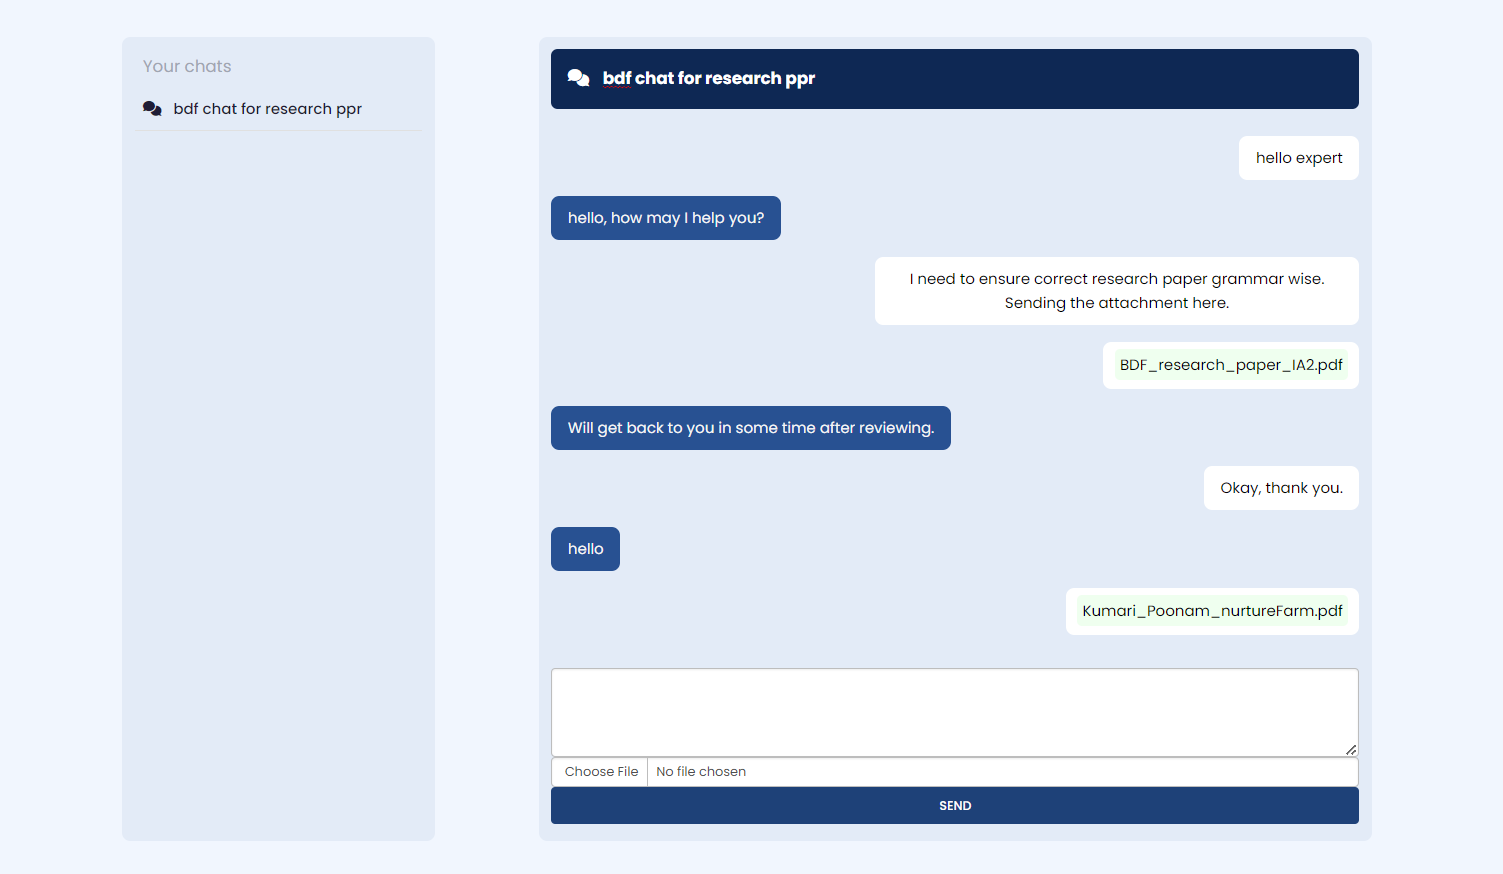 Your chats
bdf chat for research ppr
bdf chat for research ppr
hello expert
hello, how may I help you?
I need to ensure correct research paper grammar wise.
Sending the attachment here.
BDF_research_paper_IA2.pdf
Will get back to you in some time after reviewing.
Okay, thank you.
hello
Kumari_Poonam_nurtureFarm.pdf
Choose File No file chosen
SEND